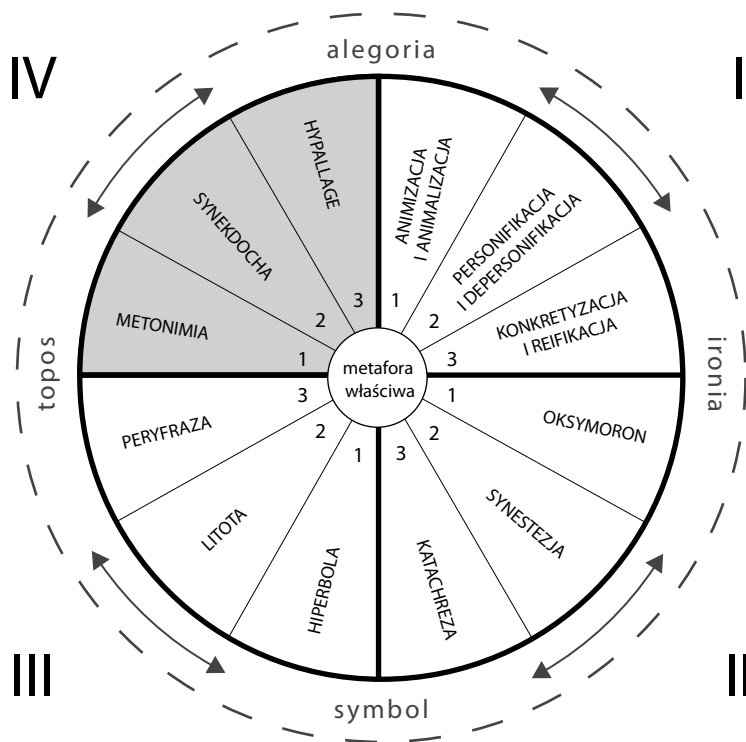 alegoria
IV
I
HYPALLAGE
ANIMIZACJA
I ANIMALIZACJA
SYNEKDOCHA
PERSONIFIKACJA
I DEPERSONIFIKACJA
METONIMIA
KONKRETYZACJA
I REIFIKACJA
3
1
2
2
1
3
topos
metafora
właściwa
ironia
3
1
2
2
1
3
PERYFRAZA
OKSYMORON
LITOTA
SYNESTEZJA
HIPERBOLA
KATACHREZA
III
II
symbol